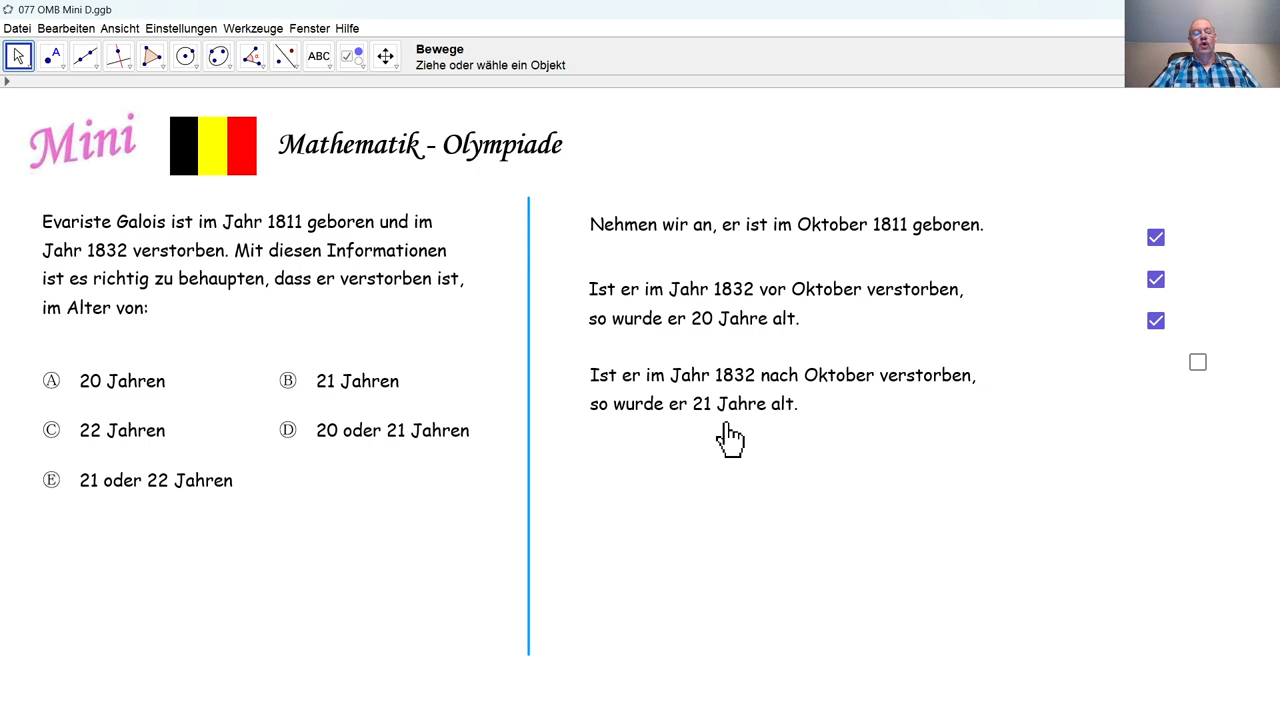 077 OMB Mini D.ggb
Datei Bearbeiten Ansicht Einstellungen Werkzeuge Fenster Hilfe
A
ABC
Bewege
Ziehe oder wähle ein Objekt
Mini
Mathematik - Olympiade
Evariste Galois ist im Jahr 1811 geboren und im
Jahr 1832 verstorben. Mit diesen Informationen
ist es richtig zu behaupten, dass er verstorben ist,
im Alter von:
Ⓐ 20 Jahren Ⓑ 21 Jahren
Ⓒ 22 Jahren Ⓓ 20 oder 21 Jahren
Ⓔ 21 oder 22 Jahren
Nehmen wir an, er ist im Oktober 1811 geboren.
Ist er im Jahr 1832 vor Oktober verstorben,
so wurde er 20 Jahre alt.
Ist er im Jahr 1832 nach Oktober verstorben,
so wurde er 21 Jahre alt.